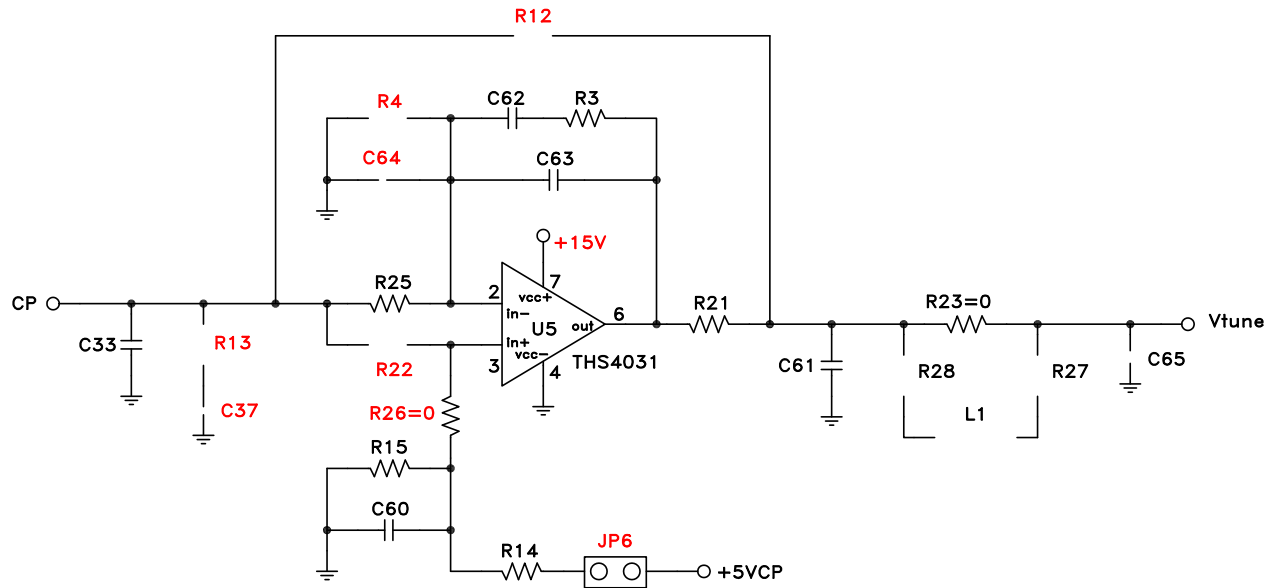 R12
R4
C62
R3
C64
C63
+15V
7
CP
R25
2
vcc+
in-
U5
out
6
R21
R23=0
Vtune
C33
R13
R22
in+
vcc-
3
4
THS4031
C61
R28
R27
C65
C37
R26=0
L1
R15
C60
R14
JP6
+5VCP